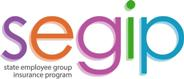 segip
state employee group
insurance program